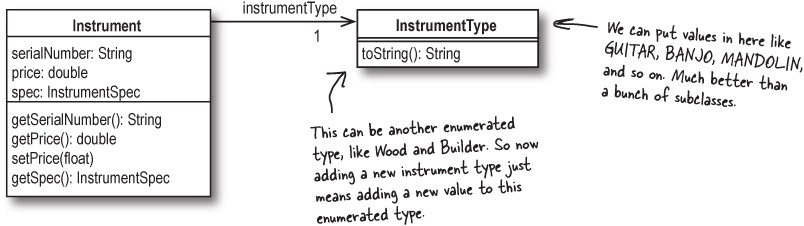 Instrument
serialNumber: String
price: double
spec: InstrumentSpec
getSerialNumber(): String
getPrice(): double
setPrice(float)
getSpec(): InstrumentSpec
instrumentType
1
InstrumentType
toString(): String
We can put values in here like
GUITAR, BANJO, MANDOLIN,
and so on. Much better than
a bunch of subclasses.
This can be another enumerated
type, like Wood and Builder. So now
adding a new instrument type just
means adding a new value to this
enumerated type.